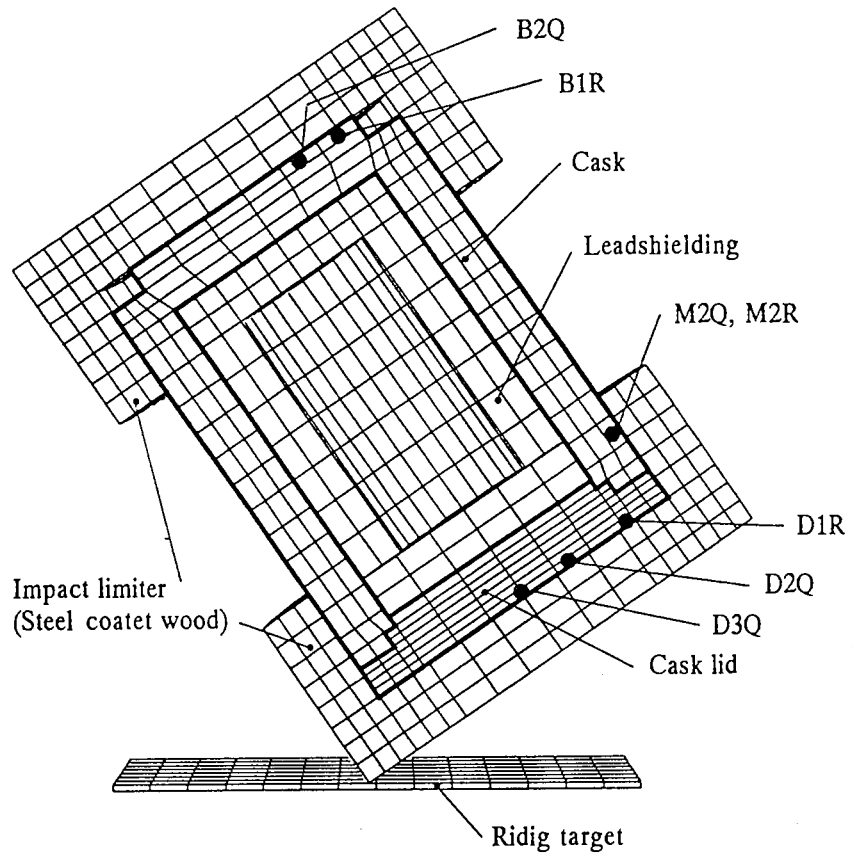 B2Q
B1R
Cask
Leadshielding
M2Q, M2R
D1R
D2Q
D3Q
Cask lid
Impact limiter
(Steel coatet wood)
Ridig target